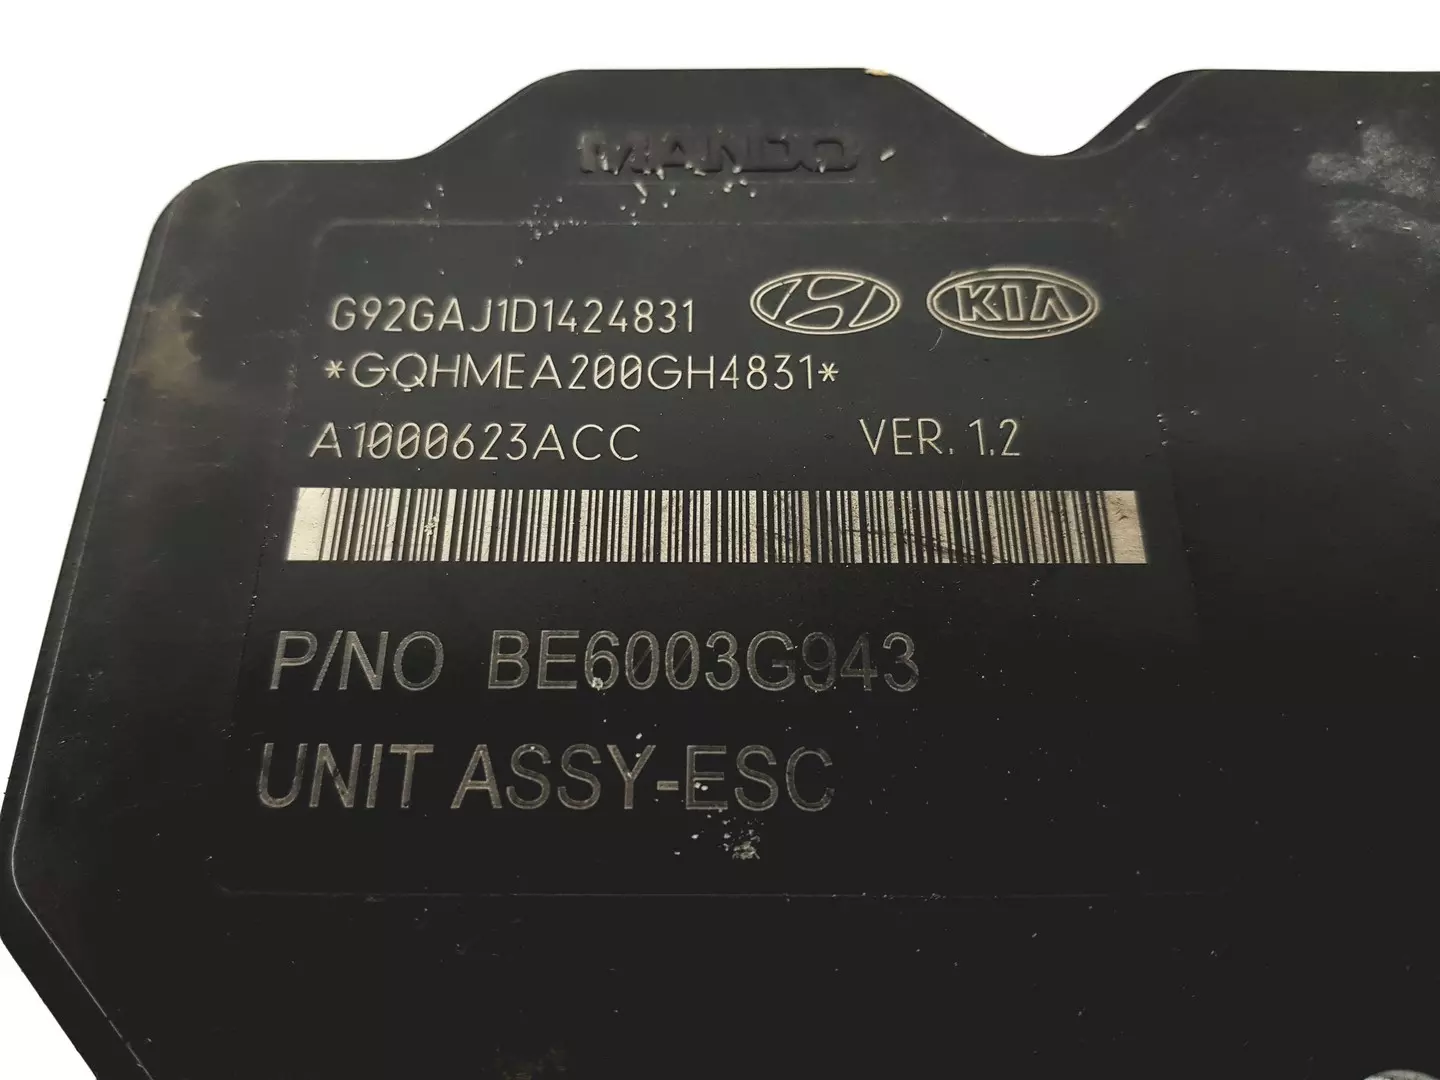 MANDO
G92GAJ1D1424831
KIA
*GQHMEA200GH4831*
A1000623ACC VER. 1.2
P/NO BE6003G943
UNIT ASSY-ESC